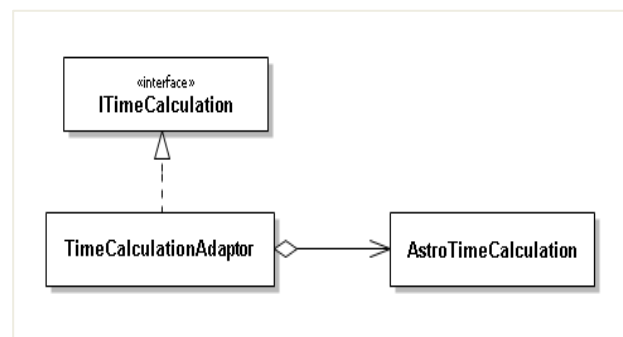 «interface»
ITimeCalculation
TimeCalculationAdaptor
AstroTimeCalculation